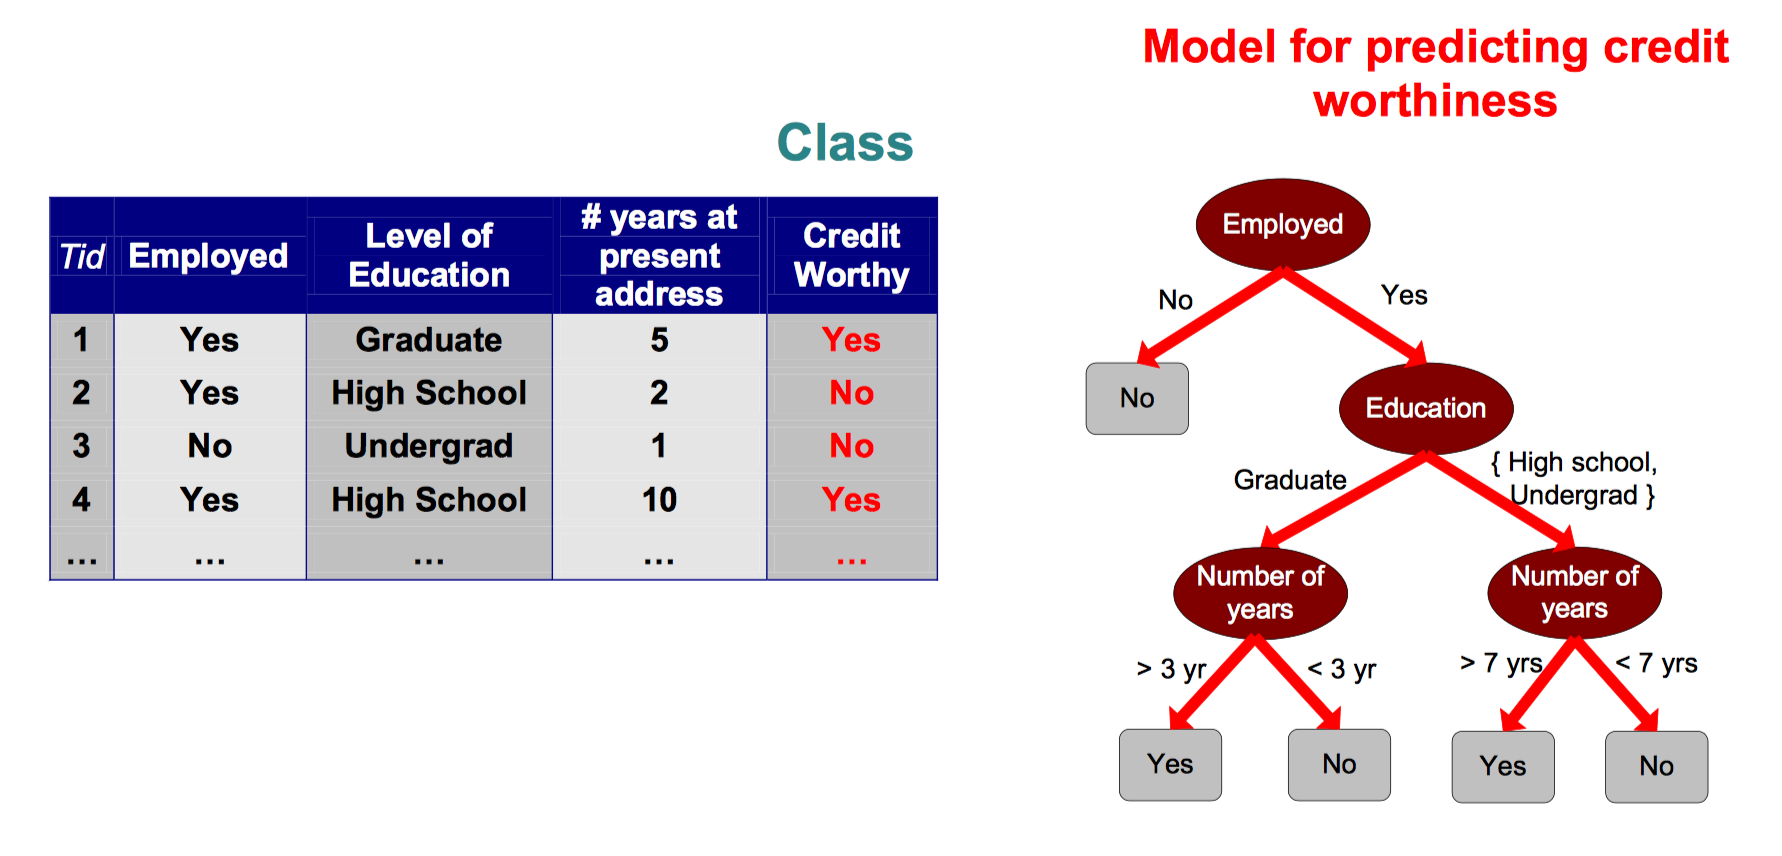 Model for predicting credit
worthiness
Class
Tid Employed Level of Education # years at present address Credit Worthy
1 Yes Graduate 5 Yes
2 Yes High School 2 No
3 No Undergrad 1 No
4 Yes High School 10 Yes
... ... ... ... ...
Employed
No Yes
No
Education
Graduate
{ High school,
Undergrad }
Number of
years
Number of
years
> 3 yr < 3 yr > 7 yrs < 7 yrs
Yes No Yes No